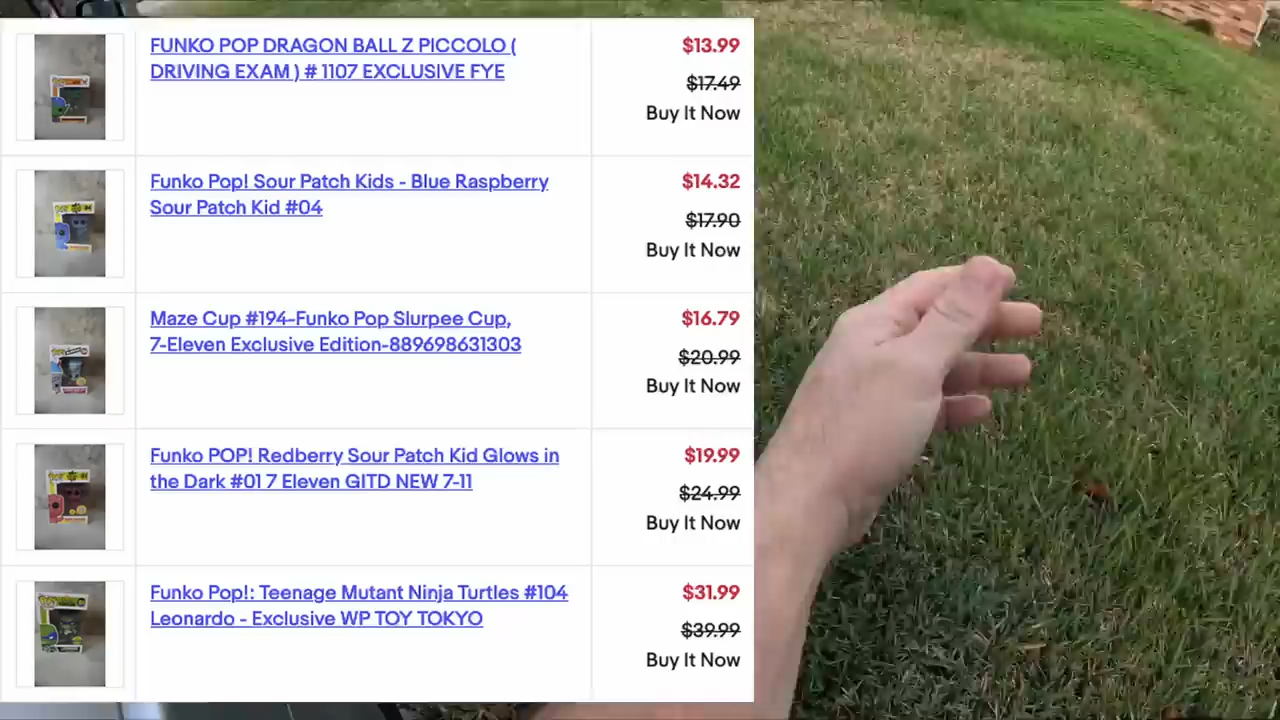 FUNKO POP DRAGON BALL Z PICCOLO (
DRIVING EXAM ) # 1107 EXCLUSIVE FYE
$13.99
$17.49
Buy It Now
Funko Pop! Sour Patch Kids - Blue Raspberry
Sour Patch Kid #04
$14.32
$17.90
Buy It Now
Maze Cup #194-Funko Pop Slurpee Cup,
7-Eleven Exclusive Edition-889698631303
$16.79
$20.99
Buy It Now
Funko POP! Redberry Sour Patch Kid Glows in
the Dark #01 7 Eleven GITD NEW 7-11
$19.99
$24.99
Buy It Now
Funko Pop!: Teenage Mutant Ninja Turtles #104
Leonardo - Exclusive WP TOY TOKYO
$31.99
$39.99
Buy It Now